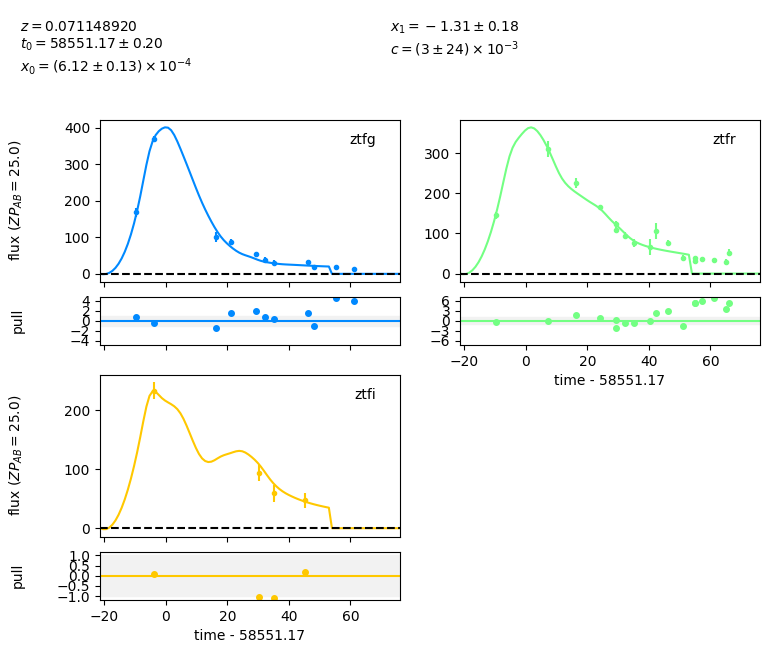 z = 0.071148920
t₀ = 58551.17 ± 0.20
x₀ = (6.12 ± 0.13) × 10⁻⁴
x₁ = −1.31 ± 0.18
c = (3 ± 24) × 10⁻³
ztfg
400
300
200
100
0
flux (ZP_AB = 25.0)
4
2
0
−2
−4
pull
ztfr
300
200
100
0
6
3
0
−3
−6
−20 0 20 40 60
time - 58551.17
ztfi
200
100
0
flux (ZP_AB = 25.0)
1.0
0.5
0.0
−0.5
−1.0
pull
−20 0 20 40 60
time - 58551.17